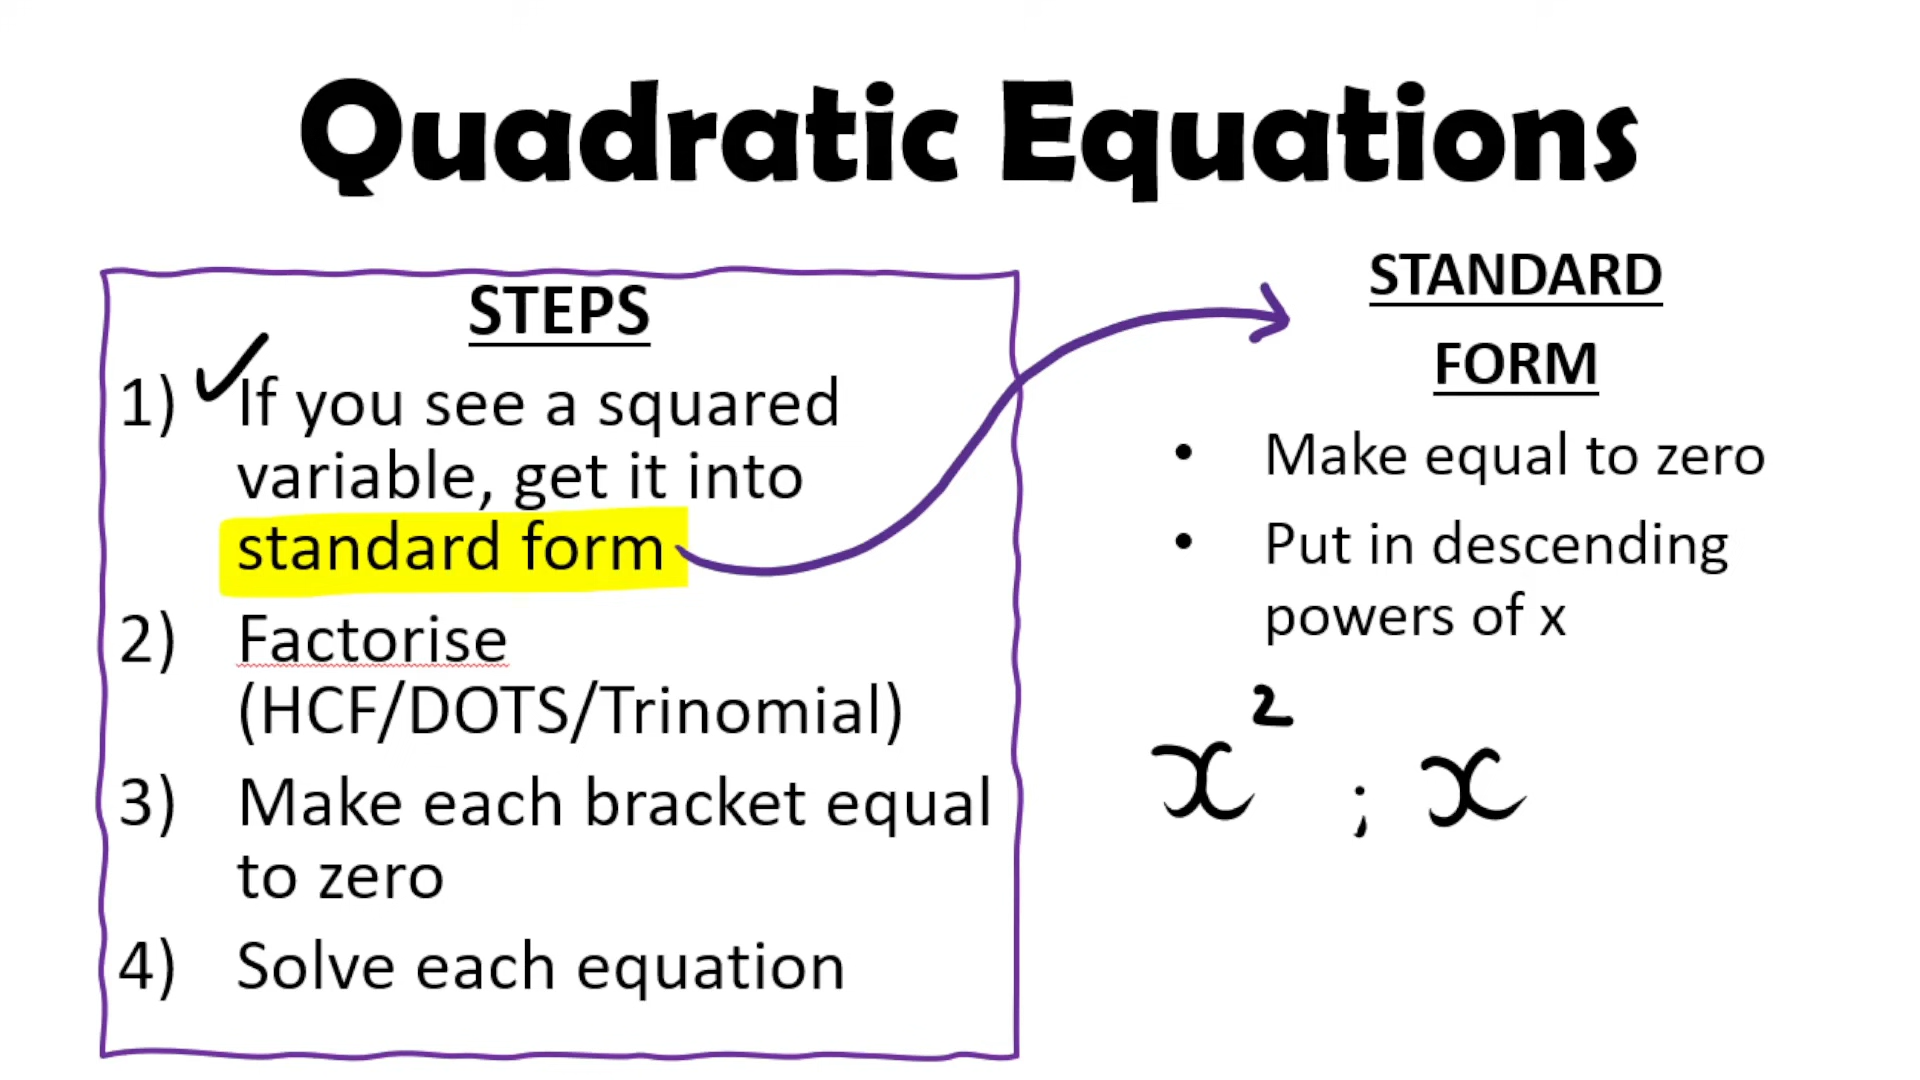 Quadratic Equations
STEPS
1) If you see a squared
variable, get it into
standard form
2) Factorise
(HCF/DOTS/Trinomial)
3) Make each bracket equal
to zero
4) Solve each equation
STANDARD
FORM
• Make equal to zero
• Put in descending
powers of x
x² ; x